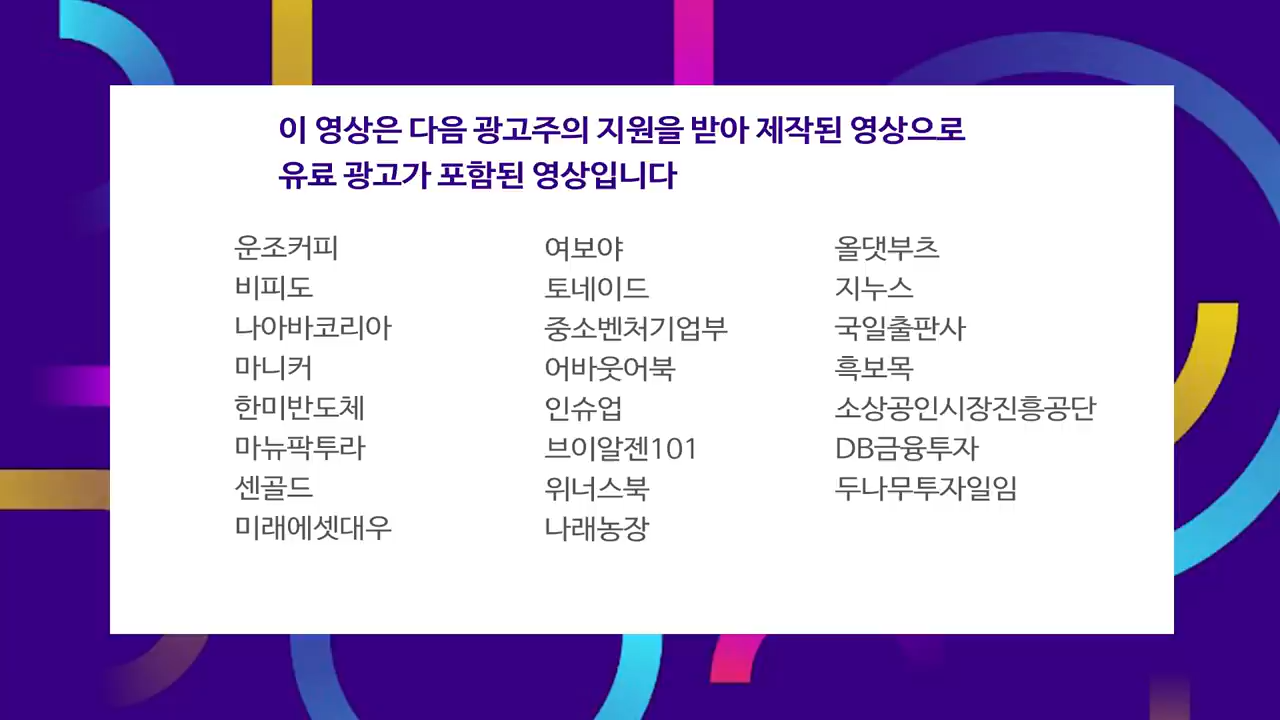 이 영상은 다음 광고주의 지원을 받아 제작된 영상으로
유료 광고가 포함된 영상입니다
운조커피
비피도
나아바코리아
마니커
한미반도체
마뉴팍투라
센골드
미래에셋대우
여보야
토네이드
중소벤처기업부
어바웃어북
인슈업
브이알젠101
위너스북
나래농장
올댓부츠
지누스
국일출판사
흑보목
소상공인시장진흥공단
DB금융투자
두나무투자일임